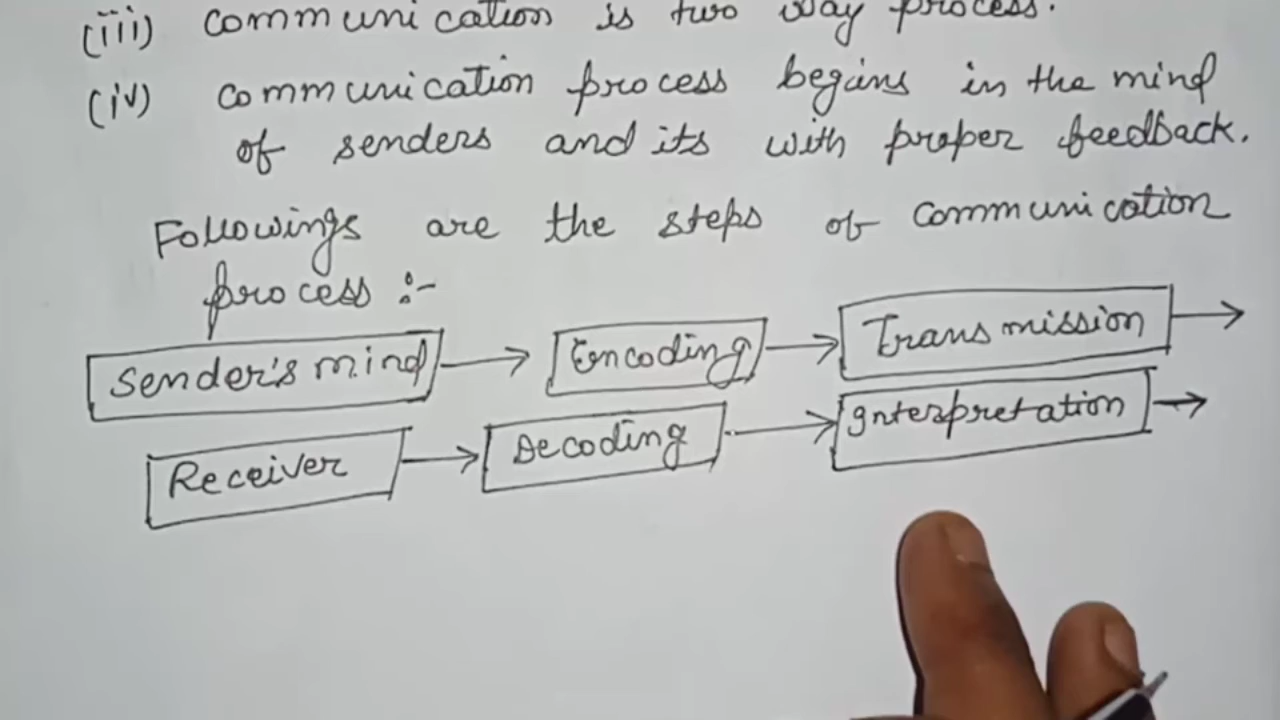 (iii) communication is two way process.
(iv) communication process begins in the mind
of senders and its with proper feedback.
Followings are the steps of communication
process :-
Sender's mind → Encoding → Transmission →
Receiver → Decoding → Interpretation →